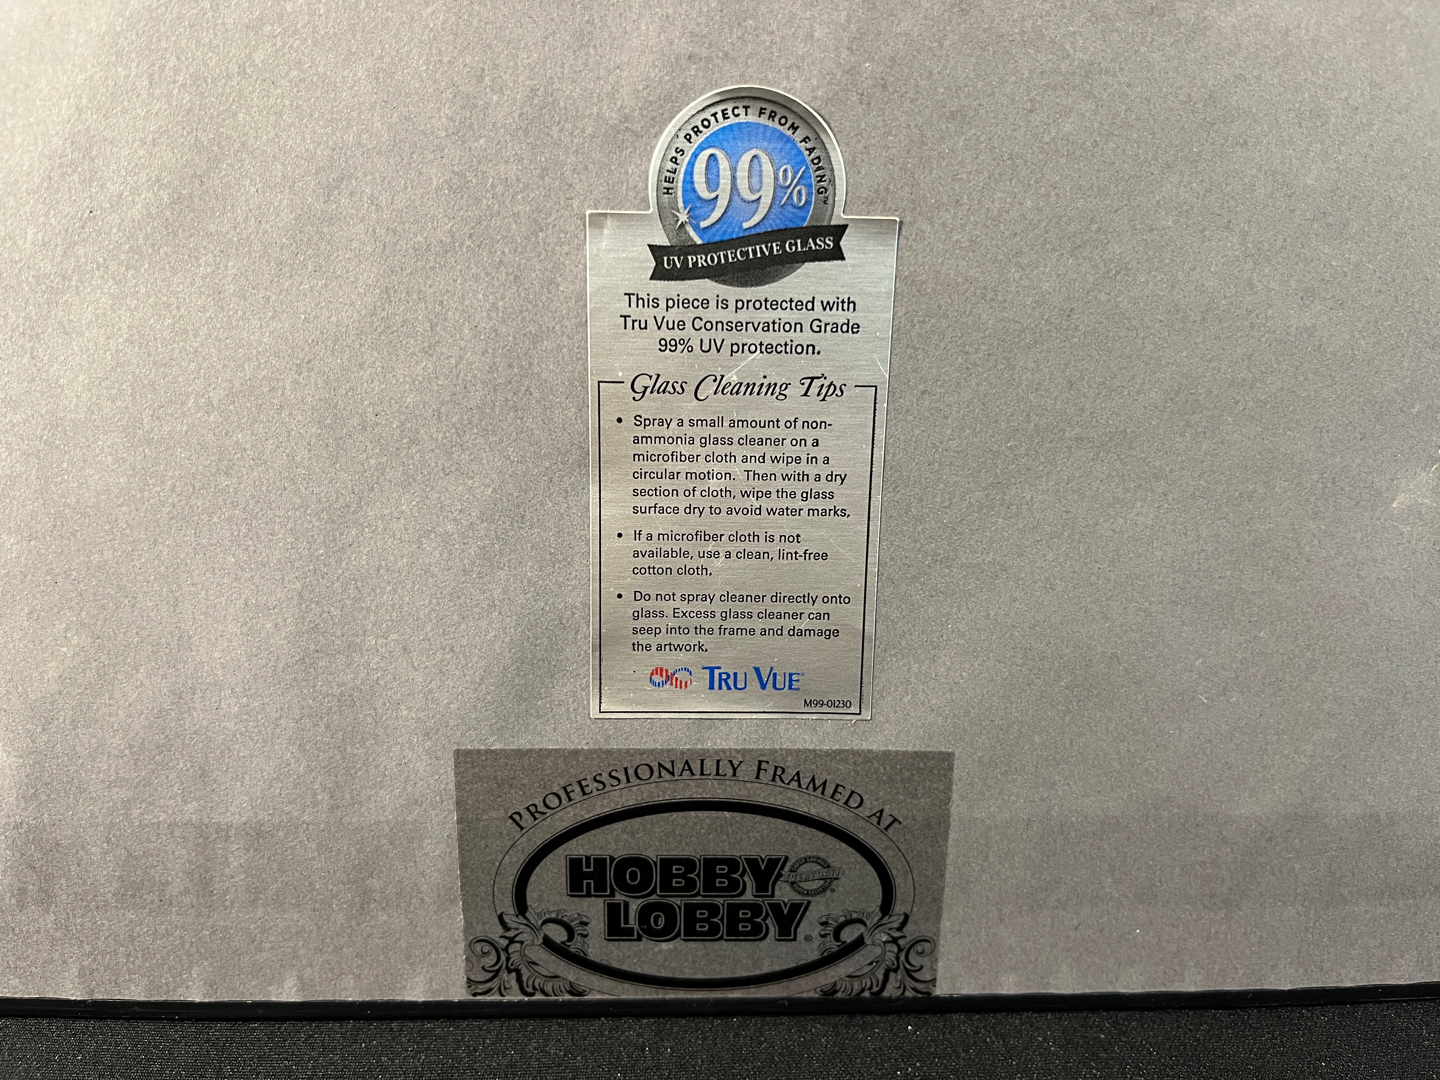 HELPS PROTECT FROM FADING™
99%
UV PROTECTIVE GLASS
This piece is protected with
Tru Vue Conservation Grade
99% UV protection.
Glass Cleaning Tips
• Spray a small amount of non-
ammonia glass cleaner on a
microfiber cloth and wipe in a
circular motion. Then with a dry
section of cloth, wipe the glass
surface dry to avoid water marks.
• If a microfiber cloth is not
available, use a clean, lint-free
cotton cloth.
• Do not spray cleaner directly onto
glass. Excess glass cleaner can
seep into the frame and damage
the artwork.
TRU VUE™
M99-01230
PROFESSIONALLY FRAMED AT
HOBBY
LOBBY®